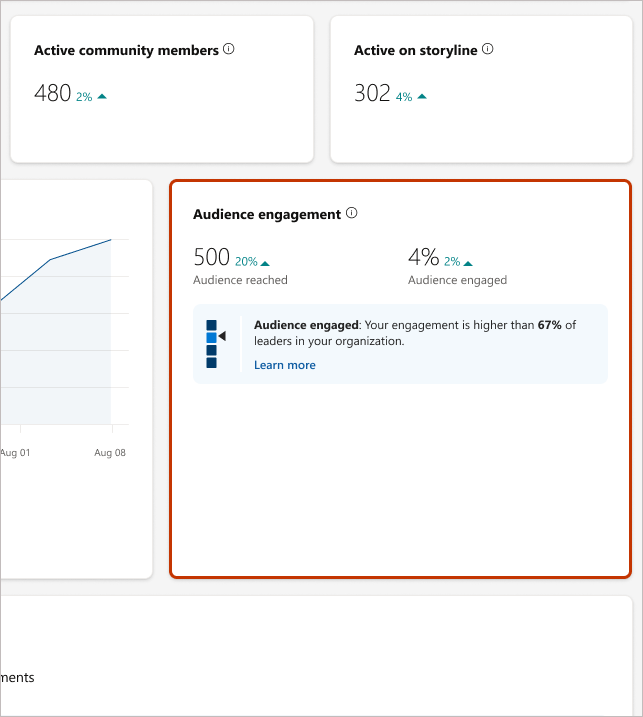 Active community members
480 2%
Active on storyline
302 4%
Audience engagement
500 20%
Audience reached
4% 2%
Audience engaged
Audience engaged: Your engagement is higher than 67% of
leaders in your organization.
Learn more
Aug 01
Aug 08
ments